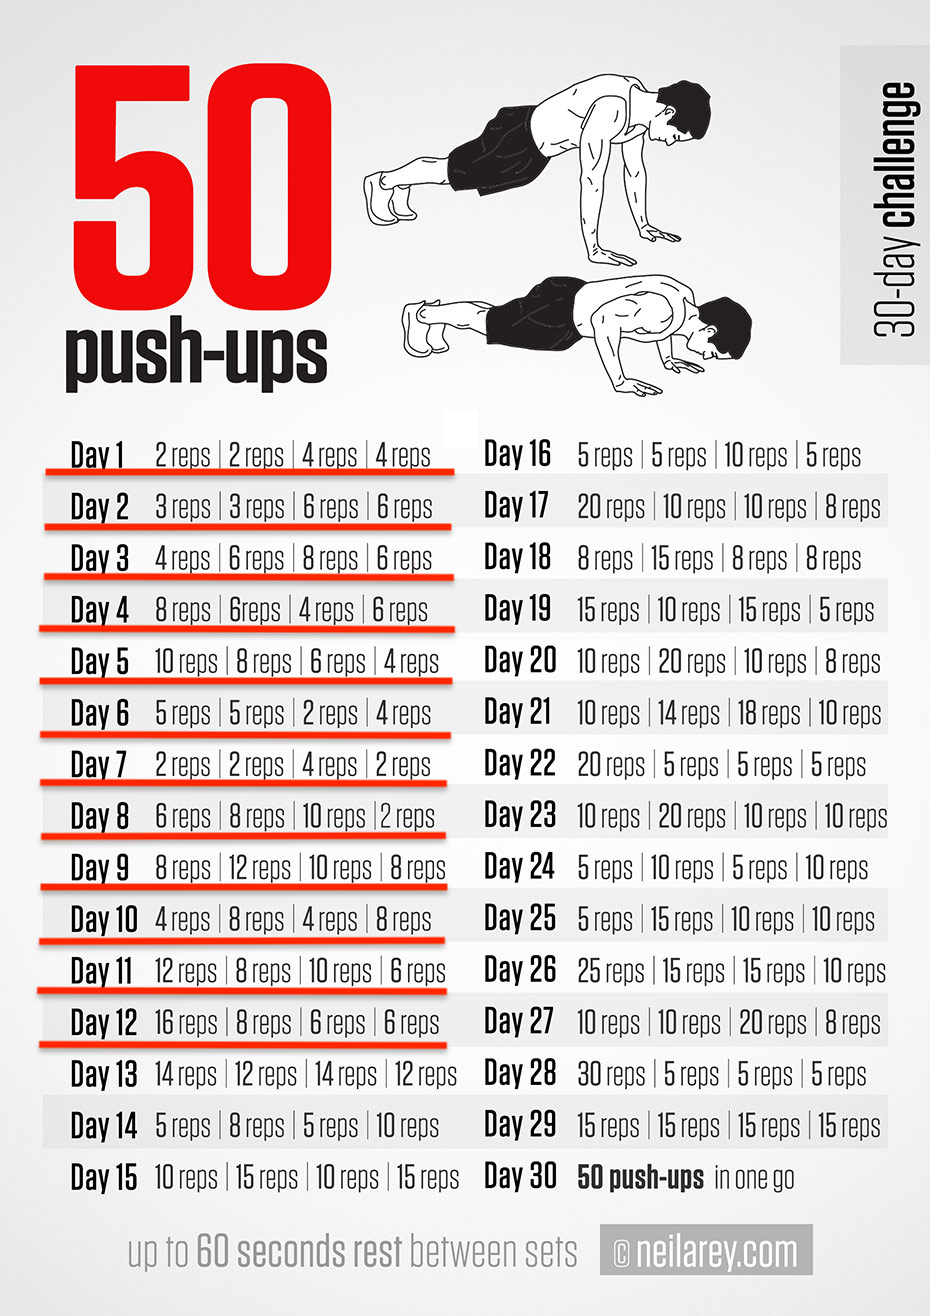 50
push-ups
30-day challenge
Day 1 2 reps | 2 reps | 4 reps | 4 reps
Day 2 3 reps | 3 reps | 6 reps | 6 reps
Day 3 4 reps | 6 reps | 8 reps | 6 reps
Day 4 8 reps | 6reps | 4 reps | 6 reps
Day 5 10 reps | 8 reps | 6 reps | 4 reps
Day 6 5 reps | 5 reps | 2 reps | 4 reps
Day 7 2 reps | 2 reps | 4 reps | 2 reps
Day 8 6 reps | 8 reps | 10 reps | 2 reps
Day 9 8 reps | 12 reps | 10 reps | 8 reps
Day 10 4 reps | 8 reps | 4 reps | 8 reps
Day 11 12 reps | 8 reps | 10 reps | 6 reps
Day 12 16 reps | 8 reps | 6 reps | 6 reps
Day 13 14 reps | 12 reps | 14 reps | 12 reps
Day 14 5 reps | 8 reps | 5 reps | 10 reps
Day 15 10 reps | 15 reps | 10 reps | 15 reps
Day 16 5 reps | 5 reps | 10 reps | 5 reps
Day 17 20 reps | 10 reps | 10 reps | 8 reps
Day 18 8 reps | 15 reps | 8 reps | 8 reps
Day 19 15 reps | 10 reps | 15 reps | 5 reps
Day 20 10 reps | 20 reps | 10 reps | 8 reps
Day 21 10 reps | 14 reps | 18 reps | 10 reps
Day 22 20 reps | 5 reps | 5 reps | 5 reps
Day 23 10 reps | 20 reps | 10 reps | 10 reps
Day 24 5 reps | 10 reps | 5 reps | 10 reps
Day 25 5 reps | 15 reps | 10 reps | 10 reps
Day 26 25 reps | 15 reps | 15 reps | 10 reps
Day 27 10 reps | 10 reps | 20 reps | 8 reps
Day 28 30 reps | 5 reps | 5 reps | 5 reps
Day 29 15 reps | 15 reps | 15 reps | 15 reps
Day 30 50 push-ups in one go
up to 60 seconds rest between sets
© neilarey.com